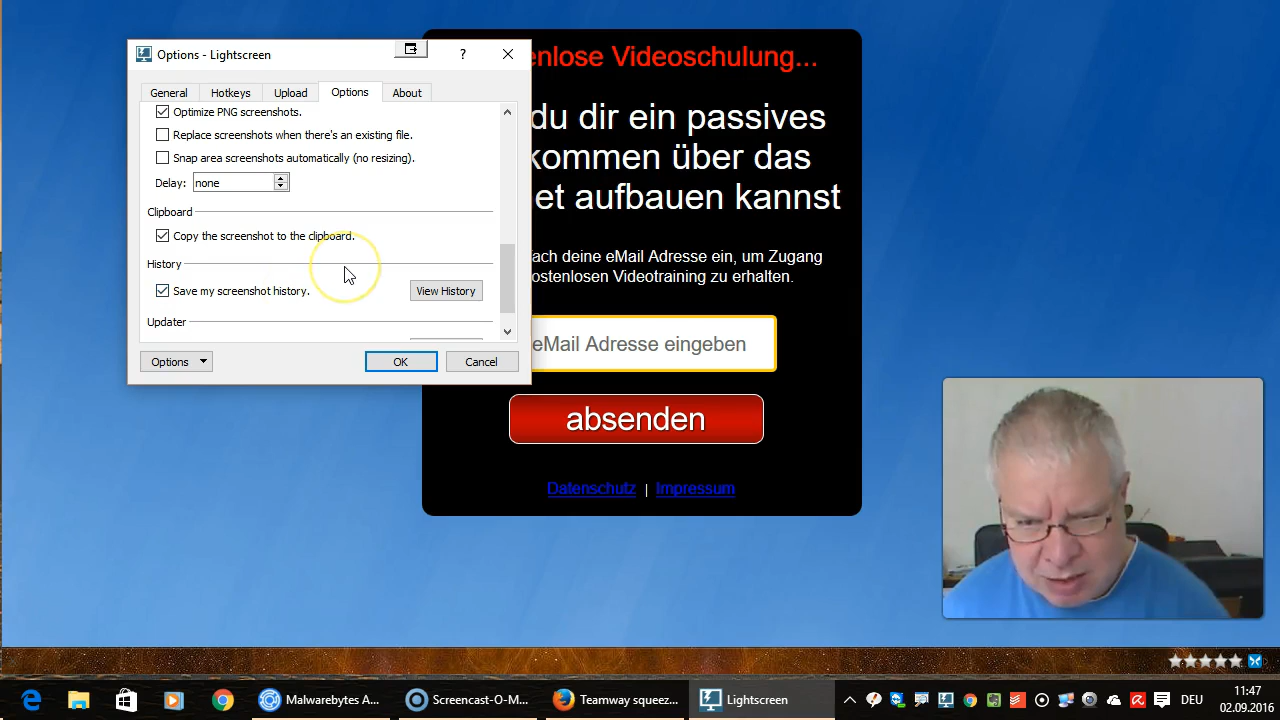 Options - Lightscreen
?
General
Hotkeys
Upload
Options
About
Optimize PNG screenshots.
Replace screenshots when there's an existing file.
Snap area screenshots automatically (no resizing).
Delay: none
Clipboard
Copy the screenshot to the clipboard.
History
Save my screenshot history.
View History
Updater
Options
OK
Cancel
enlose Videoschulung...
du dir ein passives
kommen über das
et aufbauen kannst
ach deine eMail Adresse ein, um Zugang
ostenlosen Videotraining zu erhalten.
eMail Adresse eingeben
absenden
Datenschutz | Impressum
Malwarebytes A...
Screencast-O-M...
Teamway squeez...
Lightscreen
DEU
11:47
02.09.2016